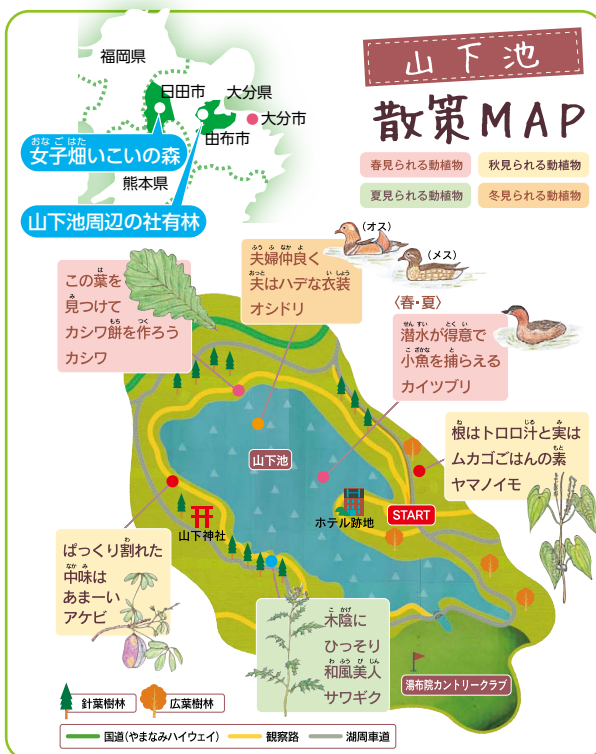 福岡県
日田市
大分県
大分市
由布市
おなごはた
女子畑いこいの森
熊本県
山下池周辺の社有林
山下池
散策MAP
春見られる動植物
秋見られる動植物
夏見られる動植物
冬見られる動植物
(オス)
(メス)
ふうふなかよ
夫婦仲良く
おっと いしょう
夫はハデな衣装
オシドリ
は
この葉を
み
見つけて
もち つく
カシワ餅を作ろう
カシワ
〈春・夏〉
せんすい とくい
潜水が得意で
こざかな と
小魚を捕らえる
カイツブリ
ね じる み
根はトロロ汁と実は
もと
ムカゴごはんの素
ヤマノイモ
山下池
ホテル跡地
START
山下神社
わ
ぱっくり割れた
なかみ
中味は
あまーい
アケビ
こかげ
木陰に
ひっそり
わふうびじん
和風美人
サワギク
湯布院カントリークラブ
針葉樹林
広葉樹林
国道(やまなみハイウェイ)
観察路
湖周車道